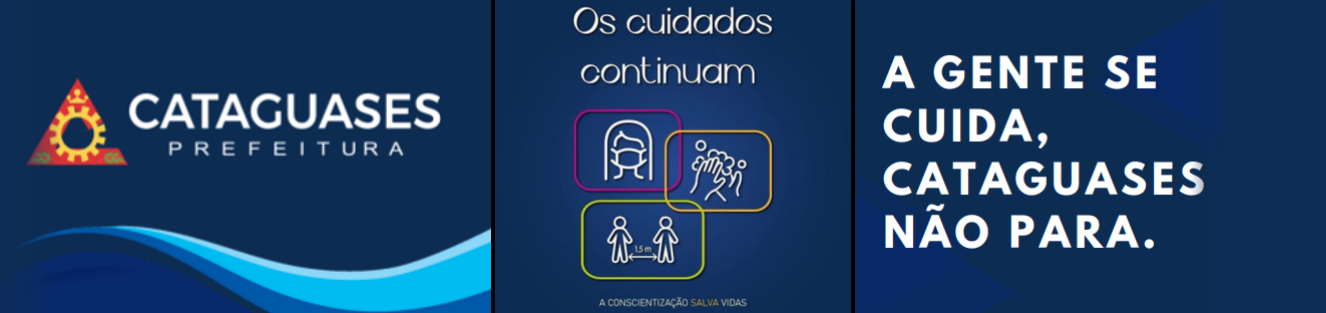 CATAGUASES
PREFEITURA
Os cuidados
continuam
1,5 m
A CONSCIENTIZAÇÃO SALVA VIDAS
A GENTE SE
CUIDA,
CATAGUASES
NÃO PARA.